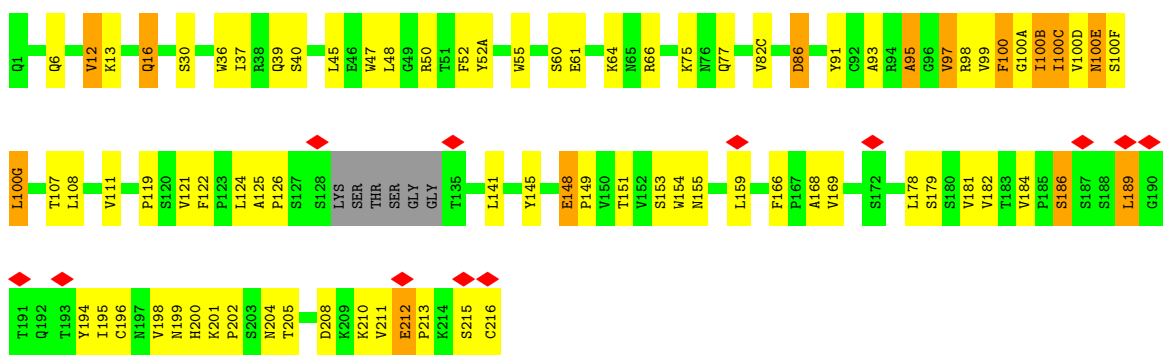 Q1 Q6 V12 K13 Q16 S30 W36 I37 R38 Q39 S40 L45 E46 W47 L48 G49 R50 T51 F52 Y52A W55 S60 E61 K64 N65 R66 K75 N76 Q77 V82C D86 Y91 C92 A93 R94 A95 G96 V97 R98 V99 F100 G100A I100B I100C V100D N100E S100F
L100G T107 L108 V111 P119 S120 V121 F122 P123 L124 A125 P126 S127 S128 LYS SER THR SER GLY GLY T135 L141 Y145 E148 P149 V150 T151 V152 S153 W154 N155 L159 F166 P167 A168 V169 S172 L178 S179 S180 V181 V182 T183 V184 P185 S186 S187 S188 L189 G190
T191 Q192 T193 Y194 I195 C196 N197 V198 N199 H200 K201 P202 S203 N204 T205 D208 K209 K210 V211 E212 P213 K214 S215 C216